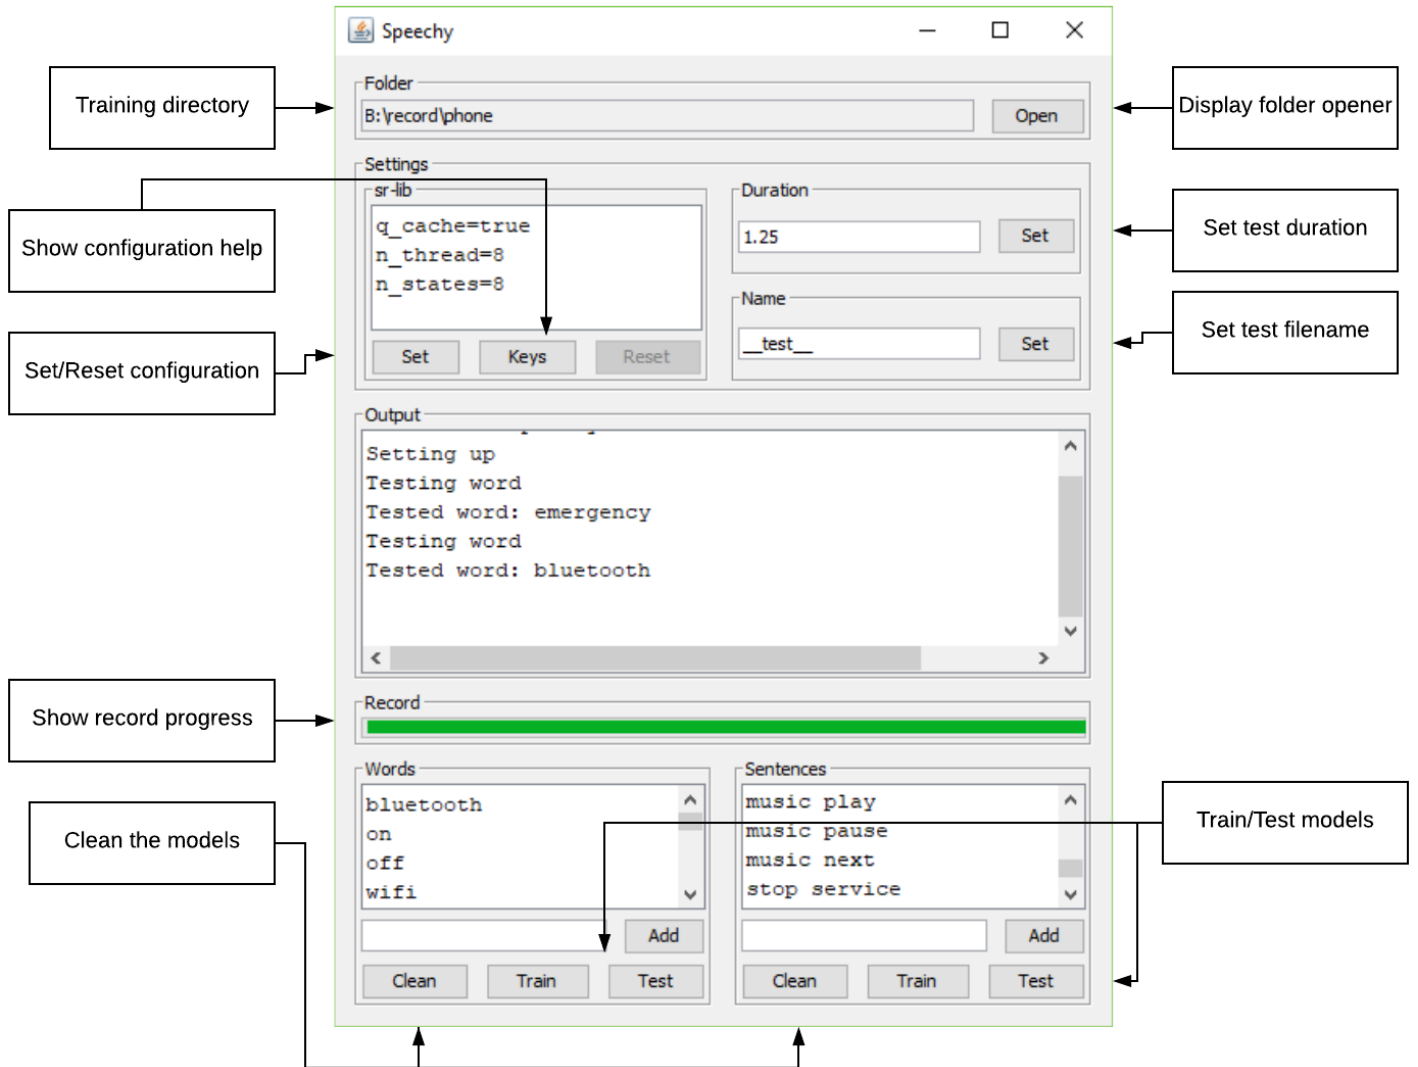 Speechy
Training directory
Folder
B:\record\phone
Open
Display folder opener
Settings
sr-lib
q_cache=true
n_thread=8
n_states=8
Set
Keys
Reset
Duration
1.25
Set
Name
__test__
Set
Show configuration help
Set/Reset configuration
Set test duration
Set test filename
Output
Setting up
Testing word
Tested word: emergency
Testing word
Tested word: bluetooth
Show record progress
Record
Words
bluetooth
on
off
wifi
Add
Clean
Train
Test
Sentences
music play
music pause
music next
stop service
Add
Clean
Train
Test
Clean the models
Train/Test models